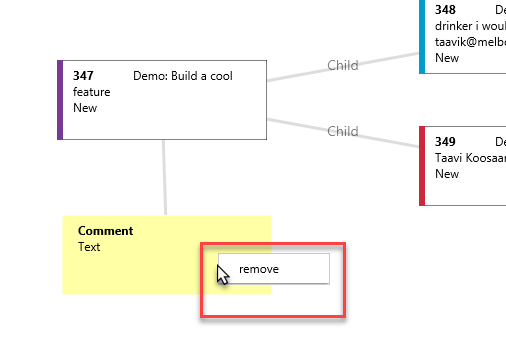 348 De
drinker i woul
taavik@melbo
New
Child
347 Demo: Build a cool
feature
New
Child
349 De
Taavi Koosaar
New
Comment
Text
remove